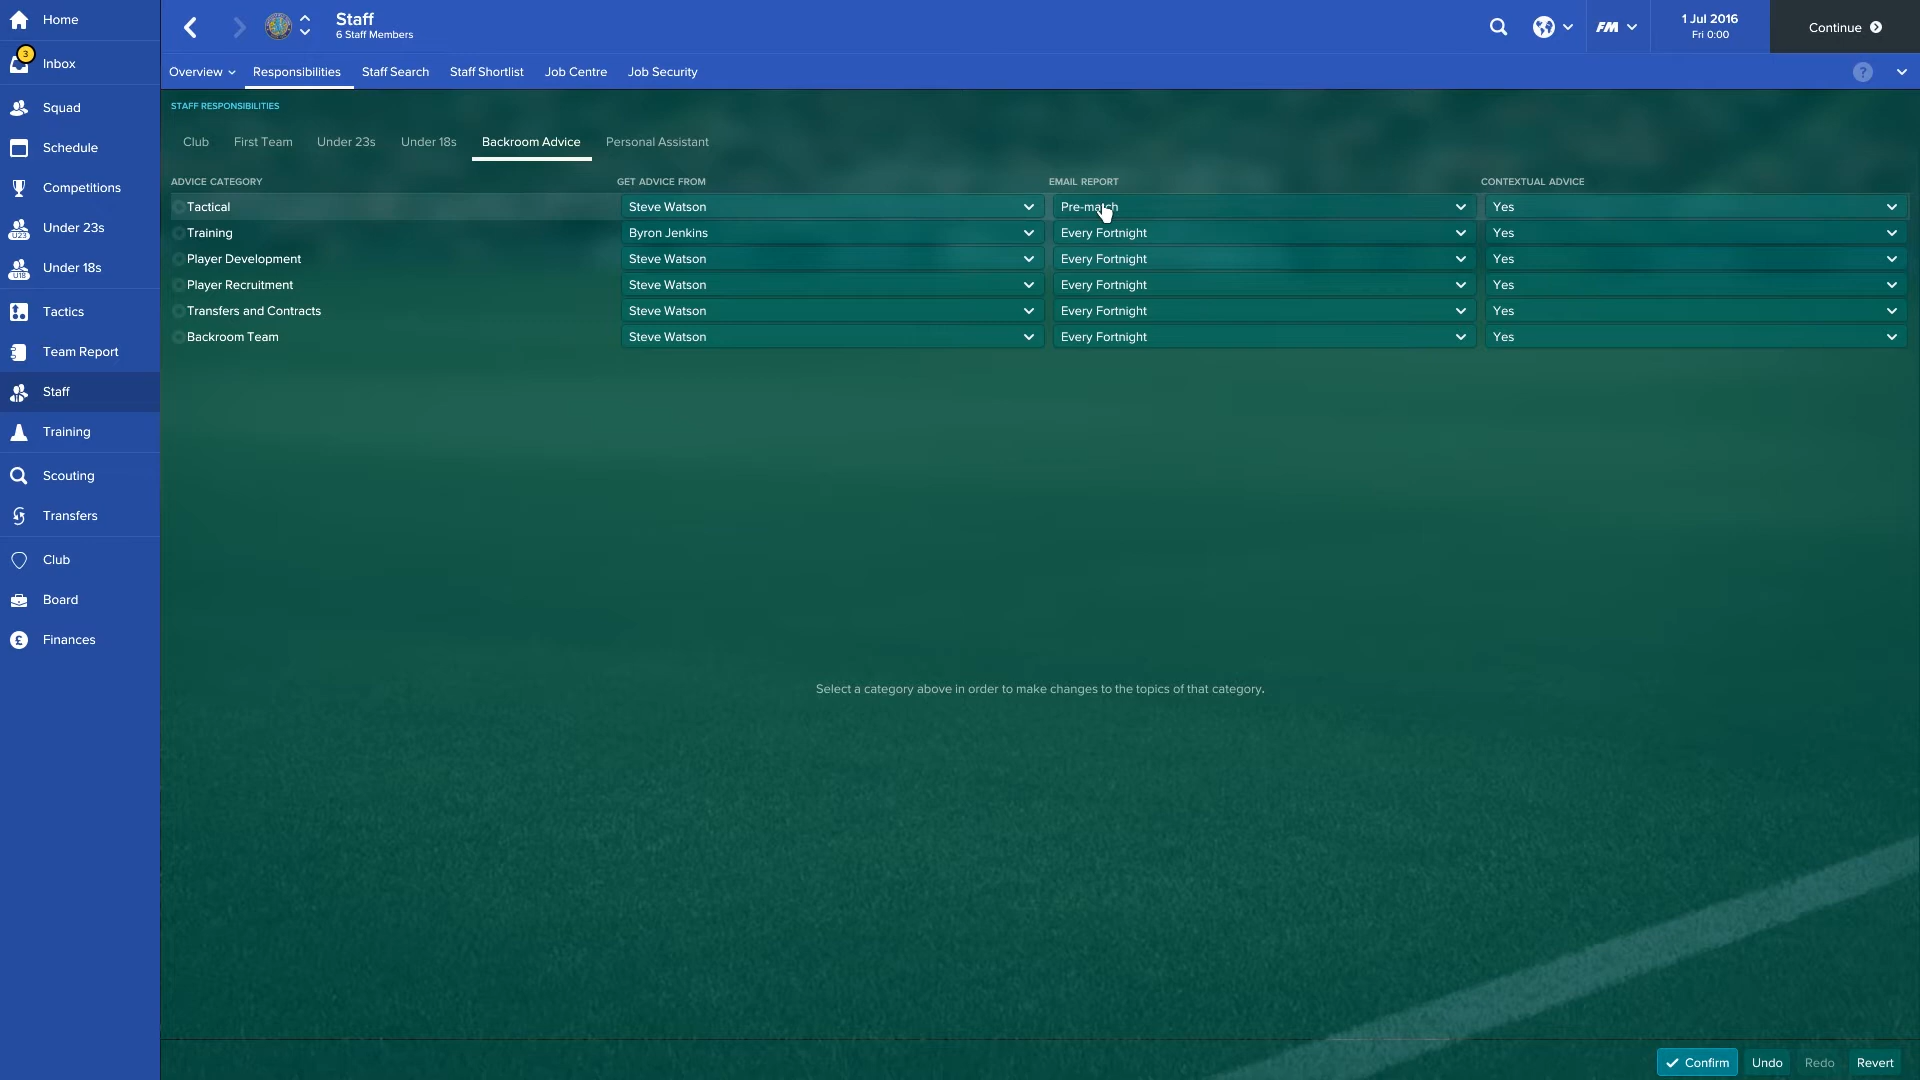 Home
3
Inbox
Squad
Schedule
Competitions
U23
Under 23s
U18
Under 18s
Tactics
Team Report
Staff
Training
Scouting
Transfers
Club
Board
£
Finances
Staff
6 Staff Members
FM
1 Jul 2016
Fri 0:00
Continue
Overview Responsibilities Staff Search Staff Shortlist Job Centre Job Security
?
STAFF RESPONSIBILITIES
Club First Team Under 23s Under 18s Backroom Advice Personal Assistant
ADVICE CATEGORY GET ADVICE FROM EMAIL REPORT CONTEXTUAL ADVICE
Tactical Steve Watson Pre-match Yes
Training Byron Jenkins Every Fortnight Yes
Player Development Steve Watson Every Fortnight Yes
Player Recruitment Steve Watson Every Fortnight Yes
Transfers and Contracts Steve Watson Every Fortnight Yes
Backroom Team Steve Watson Every Fortnight Yes
Select a category above in order to make changes to the topics of that category.
Confirm Undo Redo Revert